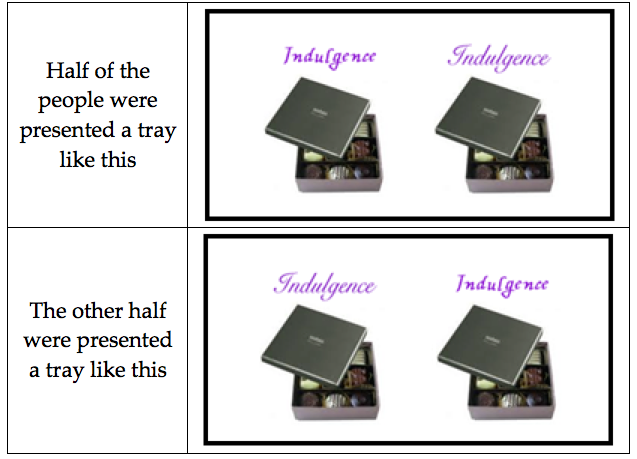 Half of the
people were
presented a tray
like this
Indulgence Indulgence
The other half
were presented
a tray like this
Indulgence Indulgence